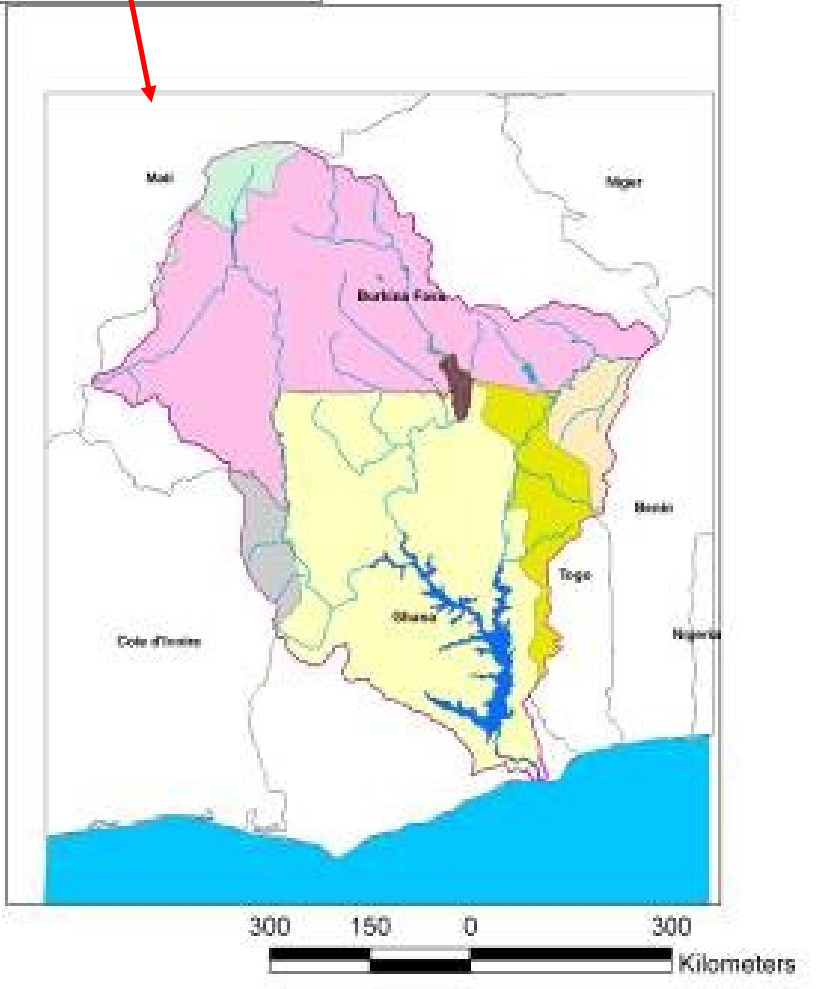 Mali
Niger
Burkina Faso
Benin
Togo
Ghana
Cote d'Ivoire
Nigeria
300 150 0 300
Kilometers